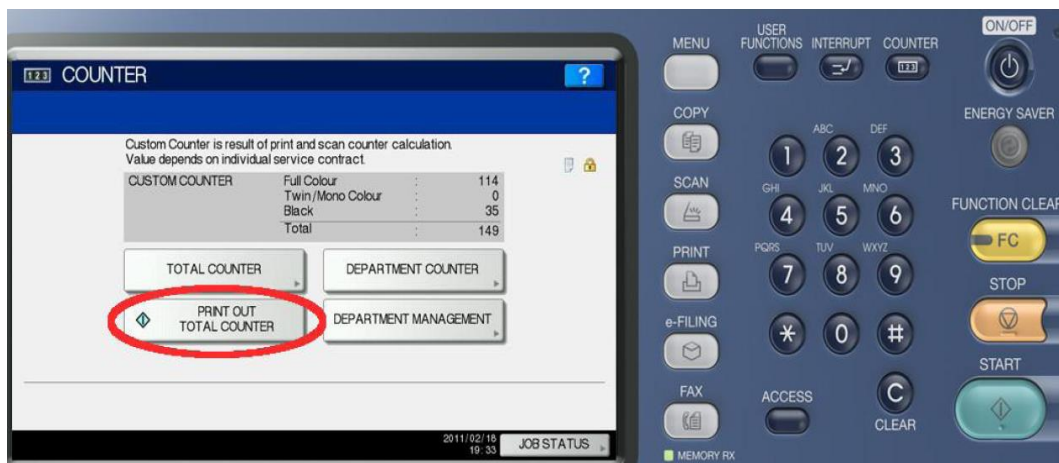 123 COUNTER
?
Custom Counter is result of print and scan counter calculation.
Value depends on individual service contract.
CUSTOM COUNTER Full Colour : 114
Twin/Mono Colour : 0
Black : 35
Total : 149
TOTAL COUNTER
DEPARTMENT COUNTER
PRINT OUT
TOTAL COUNTER
DEPARTMENT MANAGEMENT
2011/02/18
19:33
JOB STATUS
MENU
USER
FUNCTIONS
INTERRUPT
COUNTER
123
ON/OFF
COPY
ENERGY SAVER
ABC
DEF
1
2
3
SCAN
GHI
JKL
MNO
4
5
6
FUNCTION CLEAR
FC
PRINT
PQRS
TUV
WXYZ
7
8
9
STOP
e-FILING
*
0
#
START
FAX
ACCESS
C
CLEAR
MEMORY RX